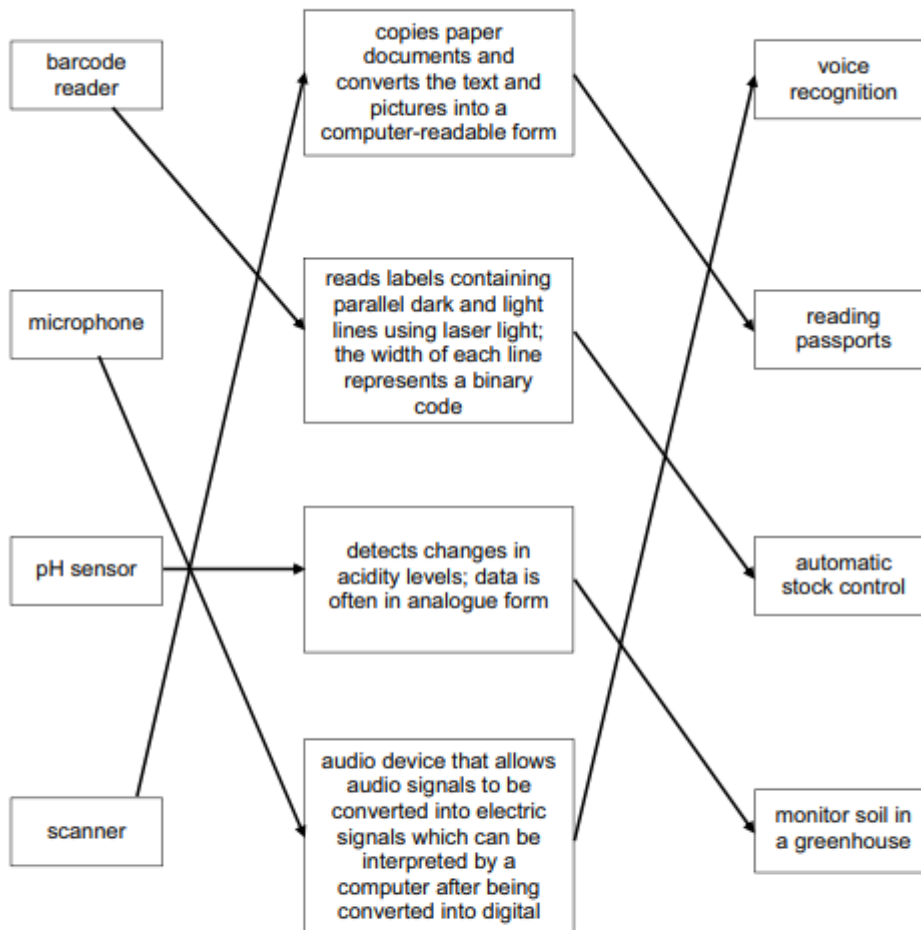 barcode
reader
microphone
pH sensor
scanner
copies paper
documents and
converts the text and
pictures into a
computer-readable form
reads labels containing
parallel dark and light
lines using laser light;
the width of each line
represents a binary
code
detects changes in
acidity levels; data is
often in analogue form
audio device that allows
audio signals to be
converted into electric
signals which can be
interpreted by a
computer after being
converted into digital
voice
recognition
reading
passports
automatic
stock control
monitor soil in
a greenhouse